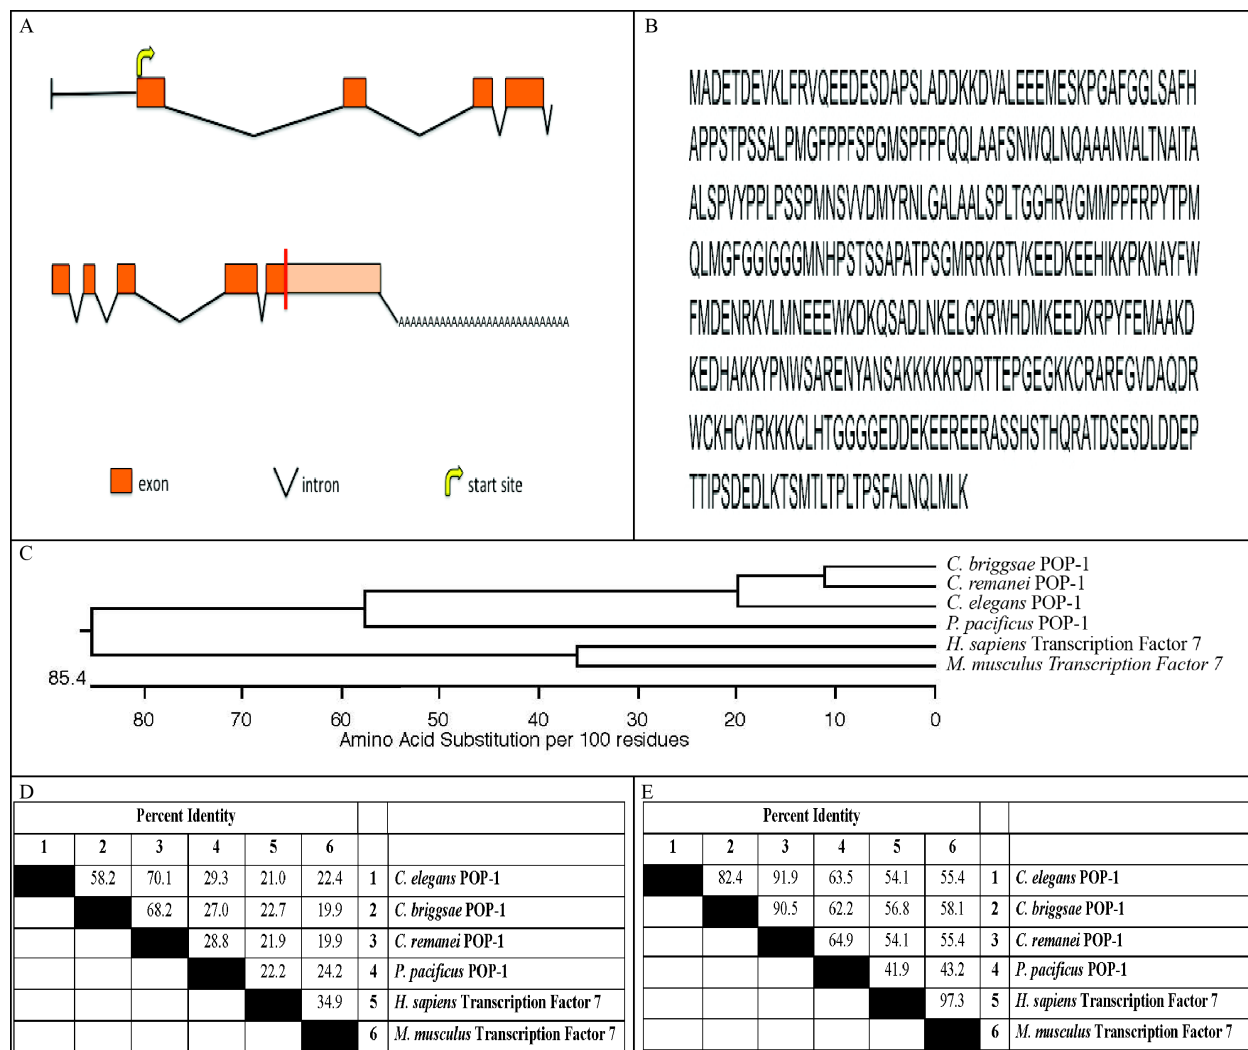 A
AAAAAAAAAAAAAAAAAAAAAAAAAAAAA
exon
intron
start site
B
MADETDEVKLFRVQEEDESDAPSLADDKKDVALEEEMESKPGAFGGLSAFH
APPSTPSSALPMGFPPFSPGMSPFPFQQLAAFSNWQLNQAAANVALTNAITA
ALSPVYPPLPSSPMNSVVDMYRNLGALAALSPLTGGHRVGMMPPFRPYTPM
QLMGFGGIGGGMNHPSTSSAPATPSGMRRKRTVKEEDKEEHIKKPKNAYFW
FMDENRKVLMNEEEWKDKQSADLNKELGKRWHDMKEEDKRPYFEMAAKD
KEDHAKKYPNWSARENYANSAKKKKKRDRTTEPGEGKKCRARFGVDAQDR
WCKHCVRKKKCLHTGGGGEDDEKEEREERASSHSTHQRATDSESDLDDEP
TTIPSDEDLKTSMTLTPLTPSFALNQLMLK
C
C. briggsae POP-1
C. remanei POP-1
C. elegans POP-1
P. pacificus POP-1
H. sapiens Transcription Factor 7
M. musculus Transcription Factor 7
85.4
80 70 60 50 40 30 20 10 0
Amino Acid Substitution per 100 residues
D
Percent Identity
1 2 3 4 5 6
58.2 70.1 29.3 21.0 22.4 1 C. elegans POP-1
68.2 27.0 22.7 19.9 2 C. briggsae POP-1
28.8 21.9 19.9 3 C. remanei POP-1
22.2 24.2 4 P. pacificus POP-1
34.9 5 H. sapiens Transcription Factor 7
6 M. musculus Transcription Factor 7
E
Percent Identity
1 2 3 4 5 6
82.4 91.9 63.5 54.1 55.4 1 C. elegans POP-1
90.5 62.2 56.8 58.1 2 C. briggsae POP-1
64.9 54.1 55.4 3 C. remanei POP-1
41.9 43.2 4 P. pacificus POP-1
97.3 5 H. sapiens Transcription Factor 7
6 M. musculus Transcription Factor 7